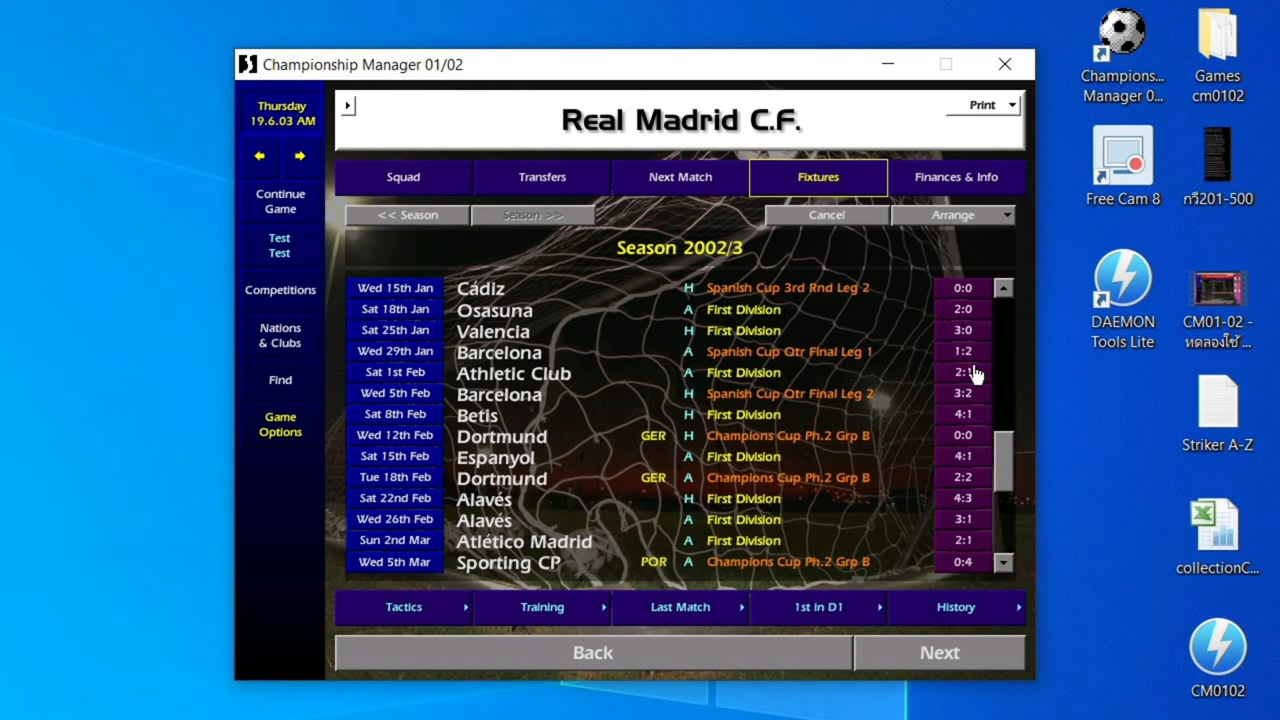 Championship Manager 01/02
Thursday
19.6.03 AM
Continue
Game
Test
Test
Competitions
Nations
& Clubs
Find
Game
Options
Print
Real Madrid C.F.
Squad Transfers Next Match Fixtures Finances & Info
<< Season Season >> Cancel Arrange
Season 2002/3
Wed 15th Jan Cádiz H Spanish Cup 3rd Rnd Leg 2 0:0
Sat 18th Jan Osasuna A First Division 2:0
Sat 25th Jan Valencia H First Division 3:0
Wed 29th Jan Barcelona A Spanish Cup Qtr Final Leg 1 1:2
Sat 1st Feb Athletic Club A First Division 2:1
Wed 5th Feb Barcelona H Spanish Cup Qtr Final Leg 2 3:2
Sat 8th Feb Betis H First Division 4:1
Wed 12th Feb Dortmund GER H Champions Cup Ph.2 Grp B 0:0
Sat 15th Feb Espanyol A First Division 4:1
Tue 18th Feb Dortmund GER A Champions Cup Ph.2 Grp B 2:2
Sat 22nd Feb Alavés H First Division 4:3
Wed 26th Feb Alavés A First Division 3:1
Sun 2nd Mar Atlético Madrid A First Division 2:1
Wed 5th Mar Sporting CP POR A Champions Cup Ph.2 Grp B 0:4
Tactics Training Last Match 1st in D1 History
Back Next
Champions...
Manager 0...
Games
cm0102
Free Cam 8
กวี201-500
DAEMON
Tools Lite
CM01-02 -
ทดลองใช้ ...
Striker A-Z
collectionC...
CM0102